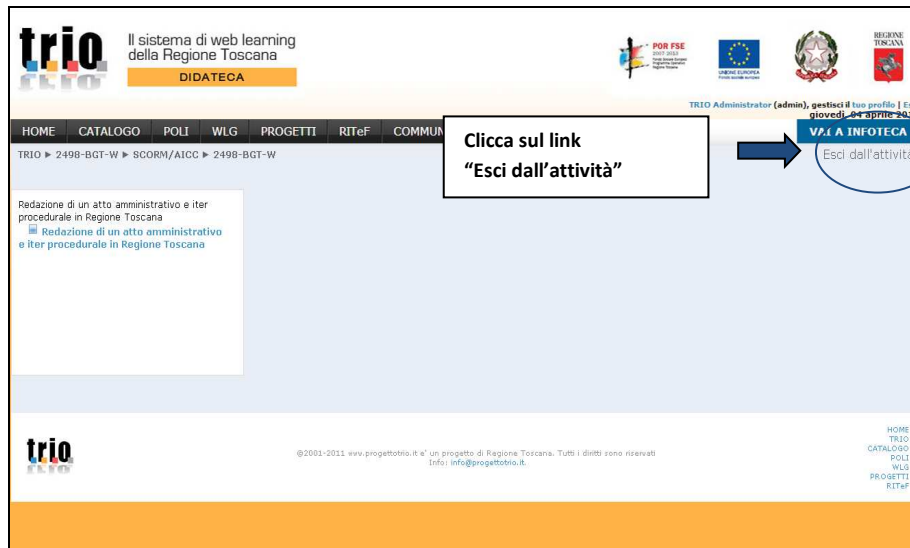 trio
Il sistema di web learning
della Regione Toscana
DIDATECA
POR FSE
2007-2013
UNIONE EUROPEA
REGIONE
TOSCANA
TRIO Administrator (admin), gestisci il tuo profilo | Es
giovedì, 04 aprile 20
HOME CATALOGO POLI WLG PROGETTI RITeF COMMUN
VAI A INFOTECA
Clicca sul link
“Esci dall’attività”
TRIO ► 2498-BGT-W ► SCORM/AICC ► 2498-BGT-W
Esci dall'attività
Redazione di un atto amministrativo e iter
procedurale in Regione Toscana
Redazione di un atto amministrativo
e iter procedurale in Regione Toscana
trio
©2001-2011 www.progettotrio.it e' un progetto di Regione Toscana. Tutti i diritti sono riservati
Info: info@progettotrio.it.
HOME
TRIO
CATALOGO
POLI
WLG
PROGETTI
RITeF